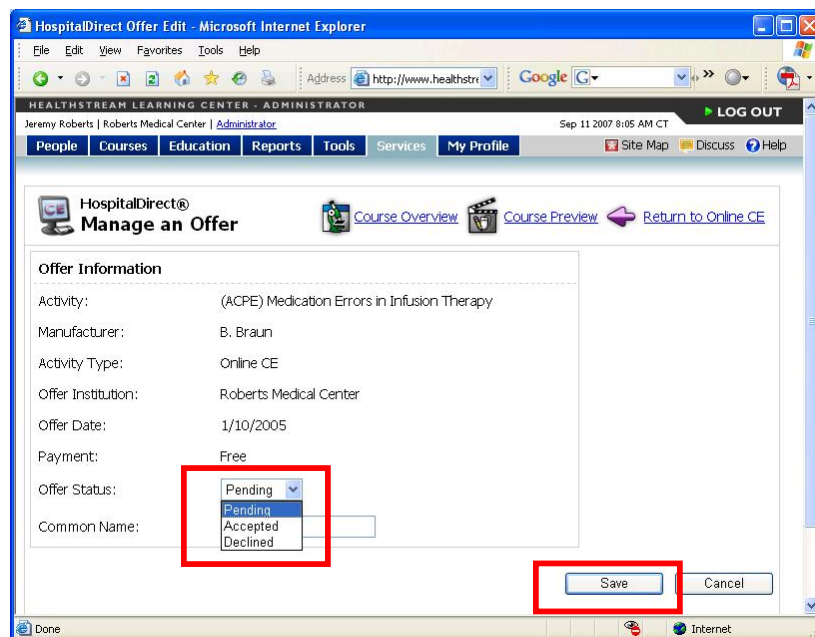 HospitalDirect Offer Edit - Microsoft Internet Explorer
File Edit View Favorites Tools Help
Address http://www.healthstre Google G
HEALTHSTREAM LEARNING CENTER - ADMINISTRATOR
LOG OUT
Jeremy Roberts | Roberts Medical Center | Administrator Sep 11 2007 8:05 AM CT
People Courses Education Reports Tools Services My Profile Site Map Discuss Help
CE
HospitalDirect®
Manage an Offer
Course Overview Course Preview Return to Online CE
Offer Information
Activity: (ACPE) Medication Errors in Infusion Therapy
Manufacturer: B. Braun
Activity Type: Online CE
Offer Institution: Roberts Medical Center
Offer Date: 1/10/2005
Payment: Free
Offer Status: Pending
Pending
Common Name: Accepted
Declined
Save Cancel
Done Internet